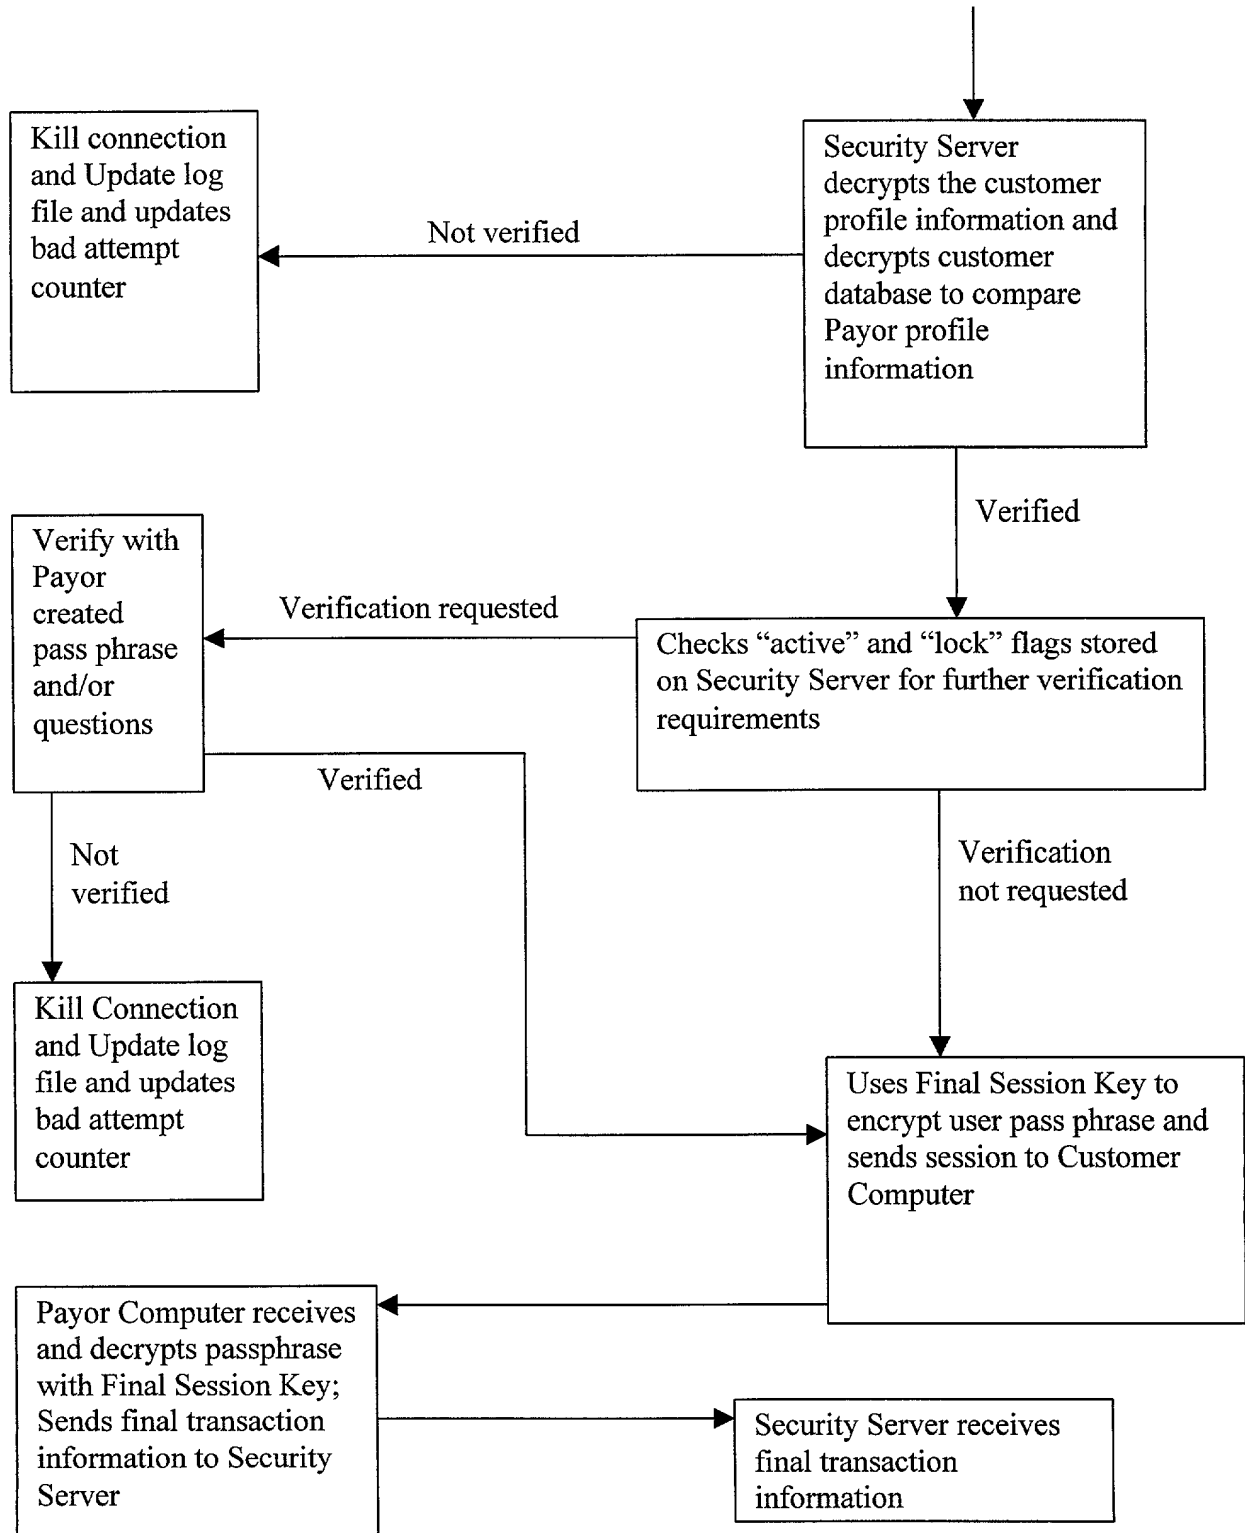 Kill connection
and Update log
file and updates
bad attempt
counter
Not verified
Security Server
decrypts the customer
profile information and
decrypts customer
database to compare
Payor profile
information
Verified
Verify with
Payor
created
pass phrase
and/or
questions
Verification requested
Checks “active” and “lock” flags stored
on Security Server for further verification
requirements
Verified
Not
verified
Verification
not requested
Kill Connection
and Update log
file and updates
bad attempt
counter
Uses Final Session Key to
encrypt user pass phrase and
sends session to Customer
Computer
Payor Computer receives
and decrypts passphrase
with Final Session Key;
Sends final transaction
information to Security
Server
Security Server receives
final transaction
information